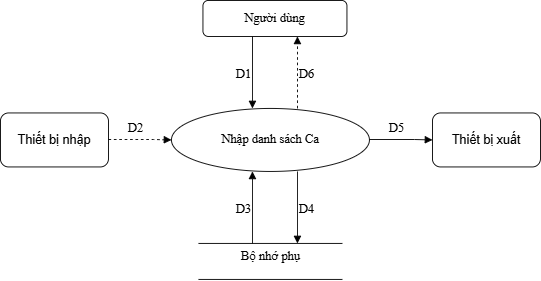 Người dùng
D1
D6
Thiết bị nhập
D2
Nhập danh sách Ca
D5
Thiết bị xuất
D3
D4
Bộ nhớ phụ